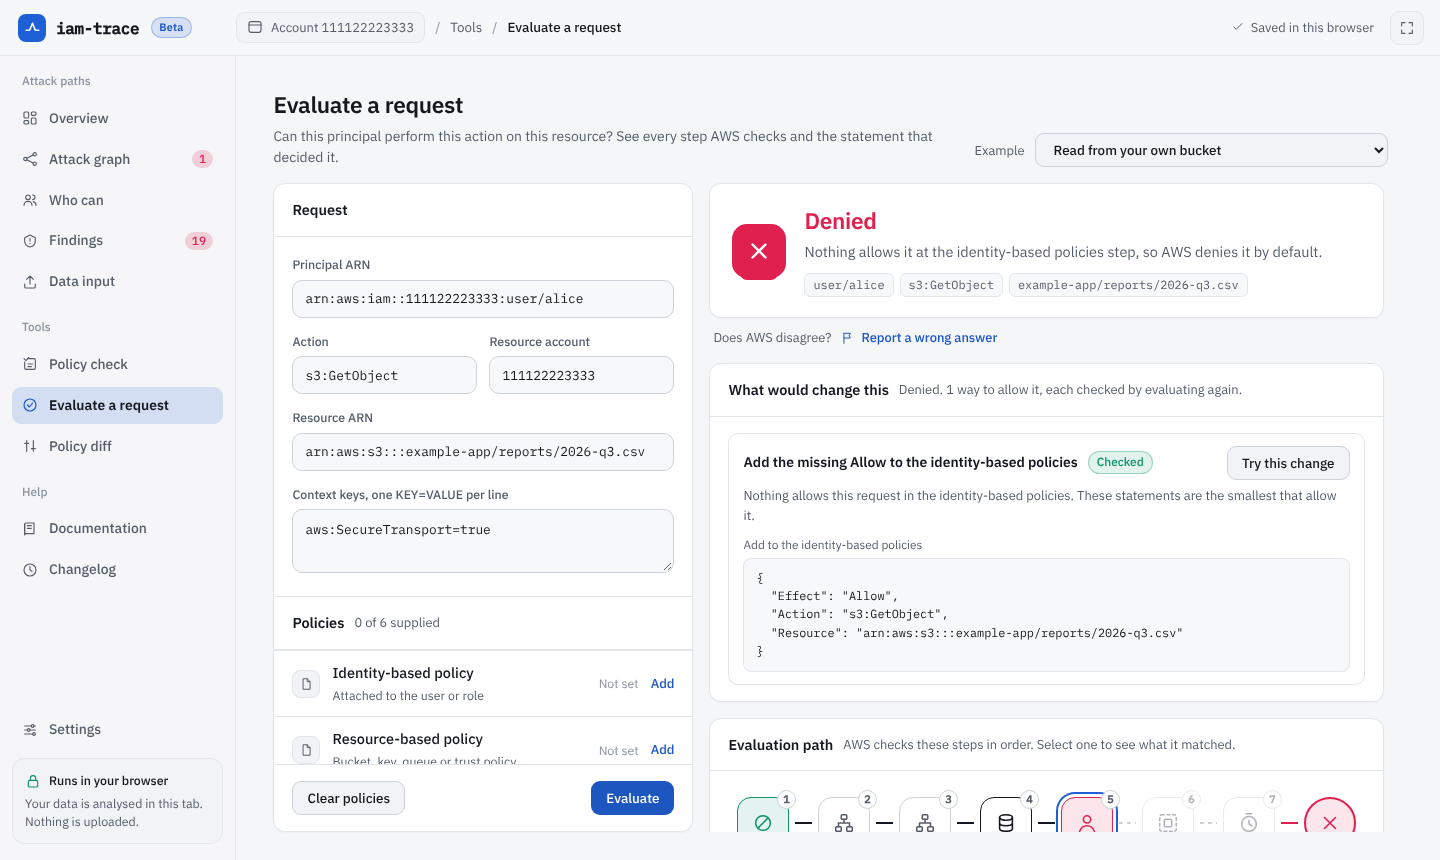 iam-trace Beta
Account 111122223333 / Tools / Evaluate a request
Saved in this browser
Attack paths
Overview
Attack graph 1
Who can
Findings 19
Data input
Tools
Policy check
Evaluate a request
Policy diff
Help
Documentation
Changelog
Settings
Runs in your browser
Your data is analysed in this tab.
Nothing is uploaded.
Evaluate a request
Can this principal perform this action on this resource? See every step AWS checks and the statement that
decided it.
Example Read from your own bucket
Request
Principal ARN
arn:aws:iam::111122223333:user/alice
Action Resource account
s3:GetObject 111122223333
Resource ARN
arn:aws:s3:::example-app/reports/2026-q3.csv
Context keys, one KEY=VALUE per line
aws:SecureTransport=true
Policies 0 of 6 supplied
Identity-based policy
Attached to the user or role
Not set Add
Resource-based policy
Bucket, key, queue or trust policy
Not set Add
Clear policies Evaluate
Denied
Nothing allows it at the identity-based policies step, so AWS denies it by default.
user/alice s3:GetObject example-app/reports/2026-q3.csv
Does AWS disagree? Report a wrong answer
What would change this Denied. 1 way to allow it, each checked by evaluating again.
Add the missing Allow to the identity-based policies Checked Try this change
Nothing allows this request in the identity-based policies. These statements are the smallest that allow
it.
Add to the identity-based policies
{
"Effect": "Allow",
"Action": "s3:GetObject",
"Resource": "arn:aws:s3:::example-app/reports/2026-q3.csv"
}
Evaluation path AWS checks these steps in order. Select one to see what it matched.
1 2 3 4 5 6 7